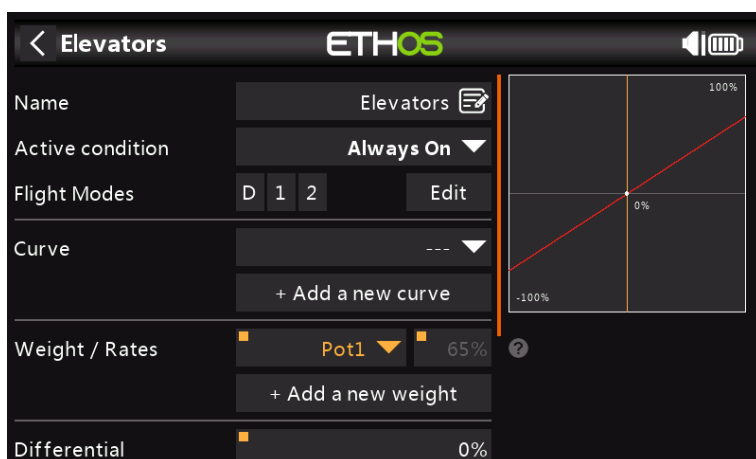 Elevators
ETHOS
Name
Elevators
Active condition
Always On
Flight Modes
D 1 2
Edit
Curve
---
+ Add a new curve
Weight / Rates
Pot1
65%
+ Add a new weight
Differential
0%
100%
0%
-100%
?